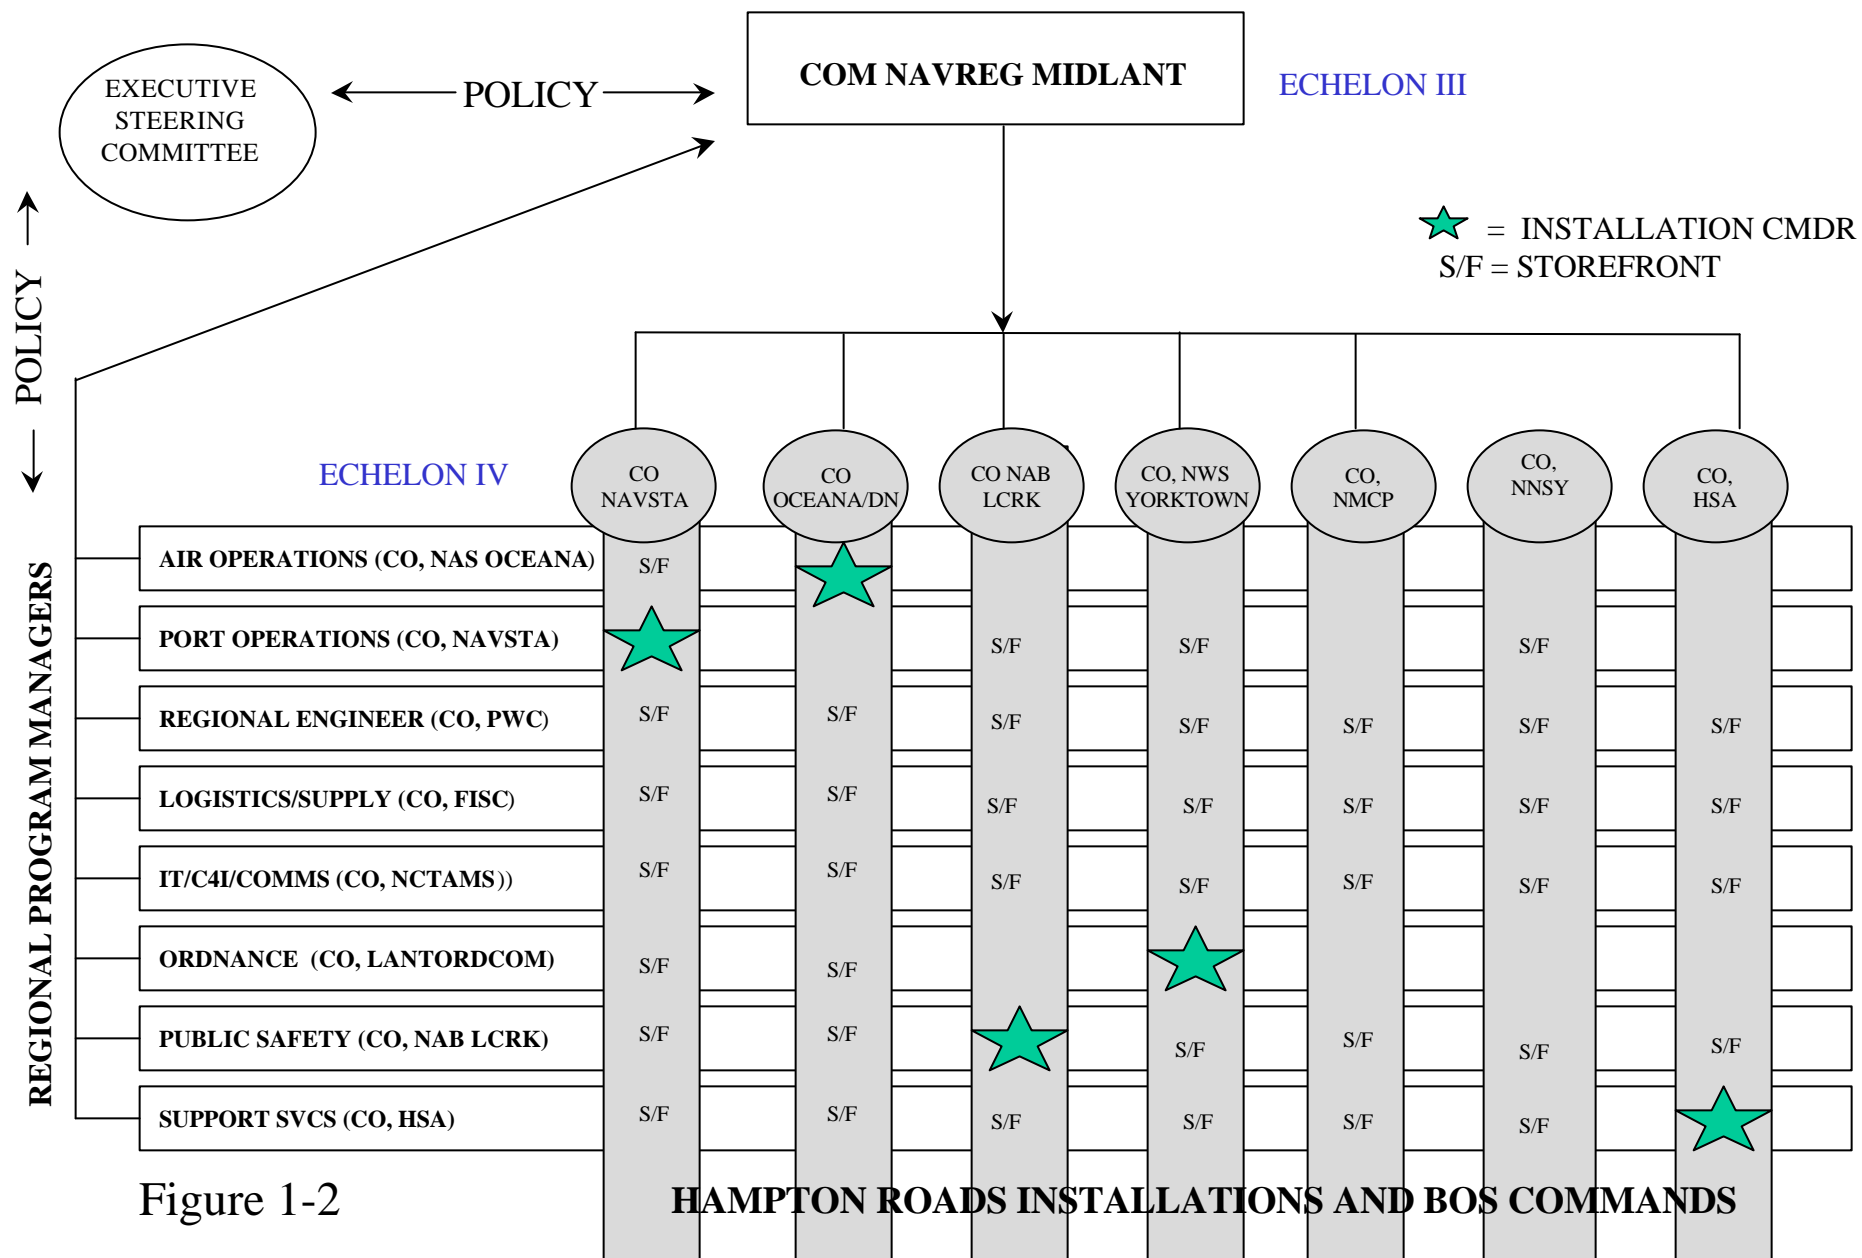 EXECUTIVE
STEERING
COMMITTEE
POLICY
COM NAVREG MIDLANT
ECHELON III
= INSTALLATION CMDR
S/F = STOREFRONT
POLICY
ECHELON IV
CO
NAVSTA
CO
OCEANA/DN
CO NAB
LCRK
CO, NWS
YORKTOWN
CO,
NMCP
CO,
NNSY
CO,
HSA
REGIONAL PROGRAM MANAGERS
AIR OPERATIONS (CO, NAS OCEANA) S/F
PORT OPERATIONS (CO, NAVSTA) S/F S/F S/F
REGIONAL ENGINEER (CO, PWC) S/F S/F S/F S/F S/F S/F S/F
LOGISTICS/SUPPLY (CO, FISC) S/F S/F S/F S/F S/F S/F S/F
IT/C4I/COMMS (CO, NCTAMS)) S/F S/F S/F S/F S/F S/F S/F
ORDNANCE (CO, LANTORDCOM) S/F S/F
PUBLIC SAFETY (CO, NAB LCRK) S/F S/F S/F S/F S/F S/F
SUPPORT SVCS (CO, HSA) S/F S/F S/F S/F S/F S/F
Figure 1-2
HAMPTON ROADS INSTALLATIONS AND BOS COMMANDS